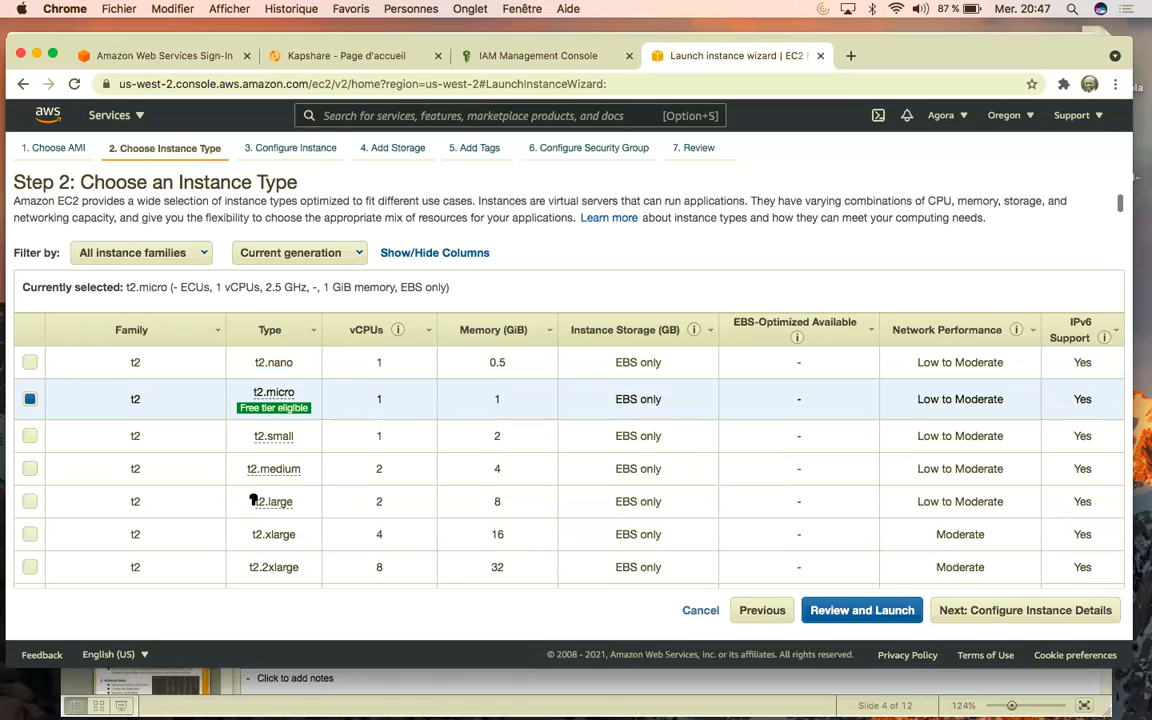 Chrome Fichier Modifier Afficher Historique Favoris Personnes Onglet Fenêtre Aide 87 % Mer. 20:47
Amazon Web Services Sign-In Kapshare - Page d'accueil IAM Management Console Launch instance wizard | EC2
us-west-2.console.aws.amazon.com/ec2/v2/home?region=us-west-2#LaunchInstanceWizard:
aws Services Search for services, features, marketplace products, and docs [Option+S] Agora Oregon Support
1. Choose AMI 2. Choose Instance Type 3. Configure Instance 4. Add Storage 5. Add Tags 6. Configure Security Group 7. Review
Step 2: Choose an Instance Type
Amazon EC2 provides a wide selection of instance types optimized to fit different use cases. Instances are virtual servers that can run applications. They have varying combinations of CPU, memory, storage, and
networking capacity, and give you the flexibility to choose the appropriate mix of resources for your applications. Learn more about instance types and how they can meet your computing needs.
Filter by: All instance families Current generation Show/Hide Columns
Currently selected: t2.micro (- ECUs, 1 vCPUs, 2.5 GHz, -, 1 GiB memory, EBS only)
Family Type vCPUs Memory (GiB) Instance Storage (GB) EBS-Optimized Available Network Performance IPv6 Support
t2 t2.nano 1 0.5 EBS only - Low to Moderate Yes
t2 t2.micro 1 1 EBS only - Low to Moderate Yes
Free tier eligible
t2 t2.small 1 2 EBS only - Low to Moderate Yes
t2 t2.medium 2 4 EBS only - Low to Moderate Yes
t2 t2.large 2 8 EBS only - Low to Moderate Yes
t2 t2.xlarge 4 16 EBS only - Moderate Yes
t2 t2.2xlarge 8 32 EBS only - Moderate Yes
Cancel Previous Review and Launch Next: Configure Instance Details
Feedback English (US) © 2008 - 2021, Amazon Web Services, Inc. or its affiliates. All rights reserved. Privacy Policy Terms of Use Cookie preferences
- Click to add notes
Slide 4 of 12 124%